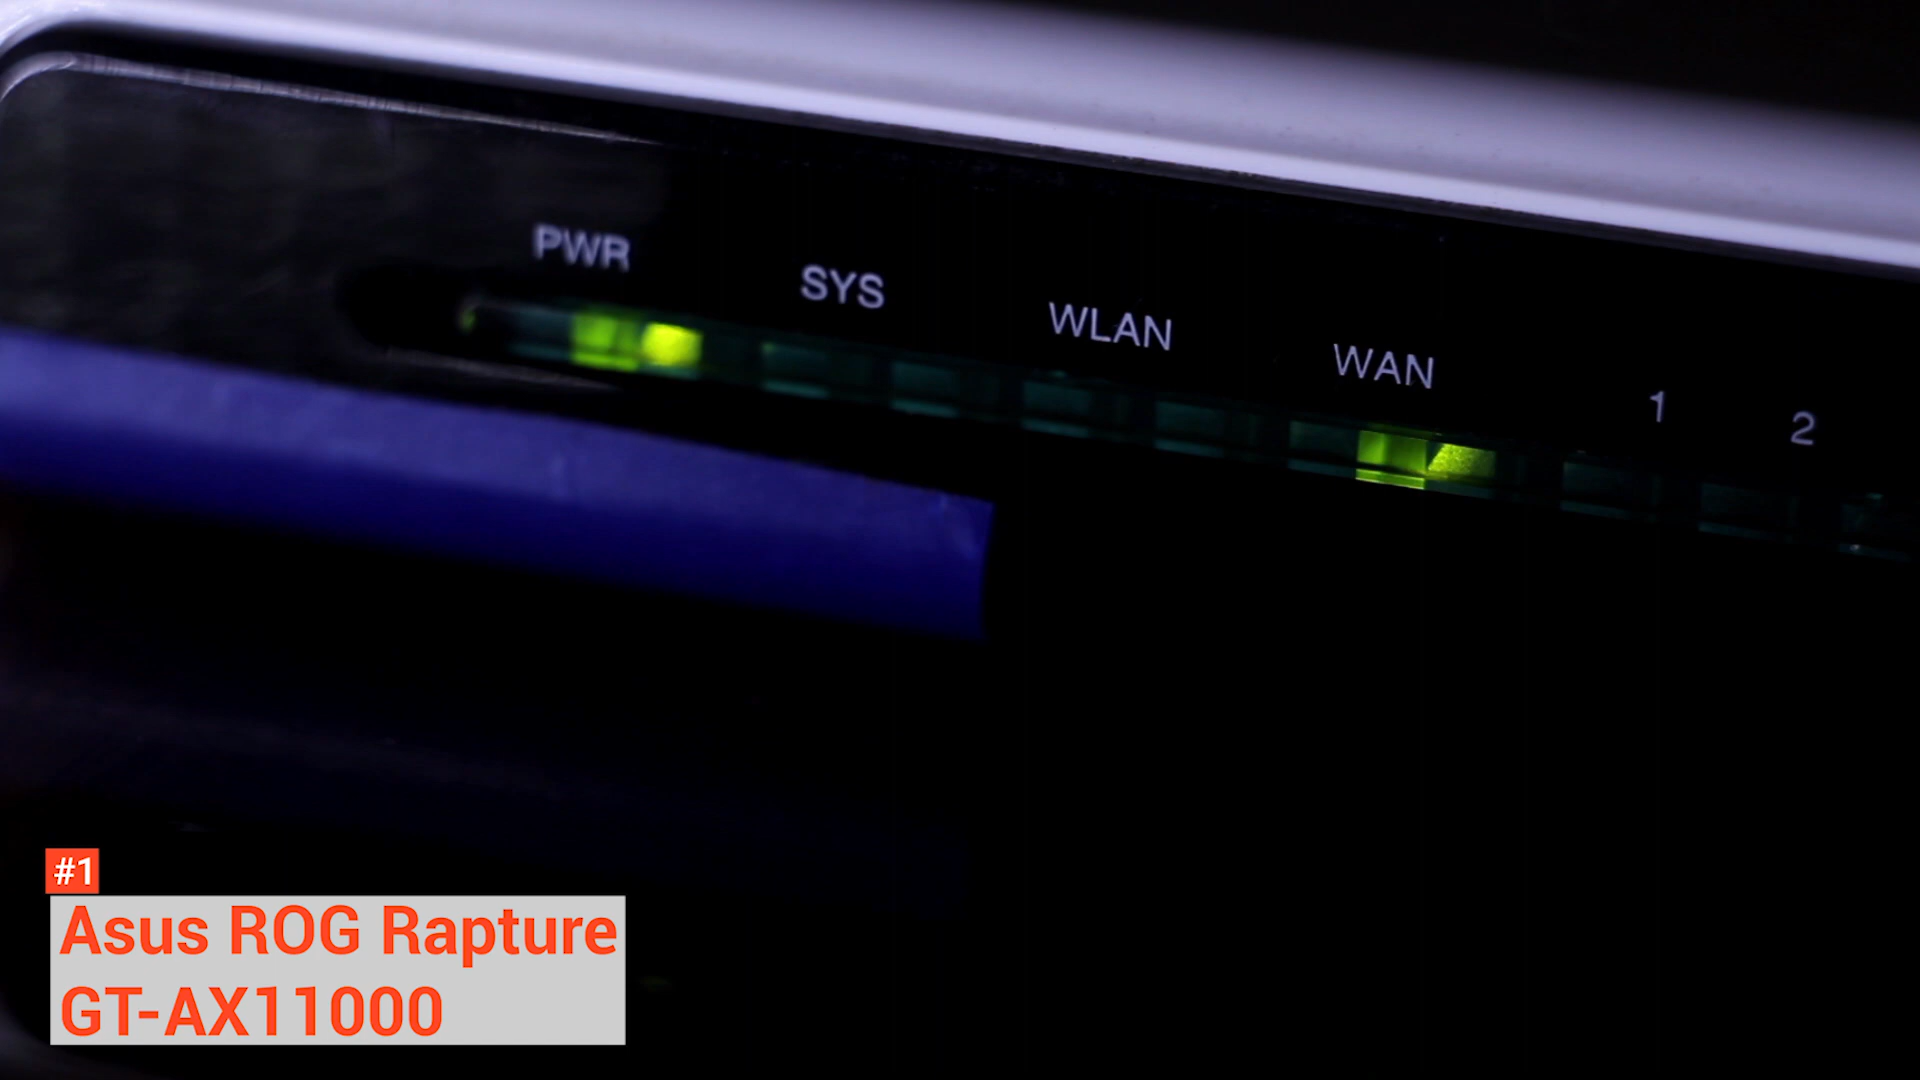 PWR
SYS
WLAN
WAN
1
2
#1
Asus ROG Rapture
GT-AX11000